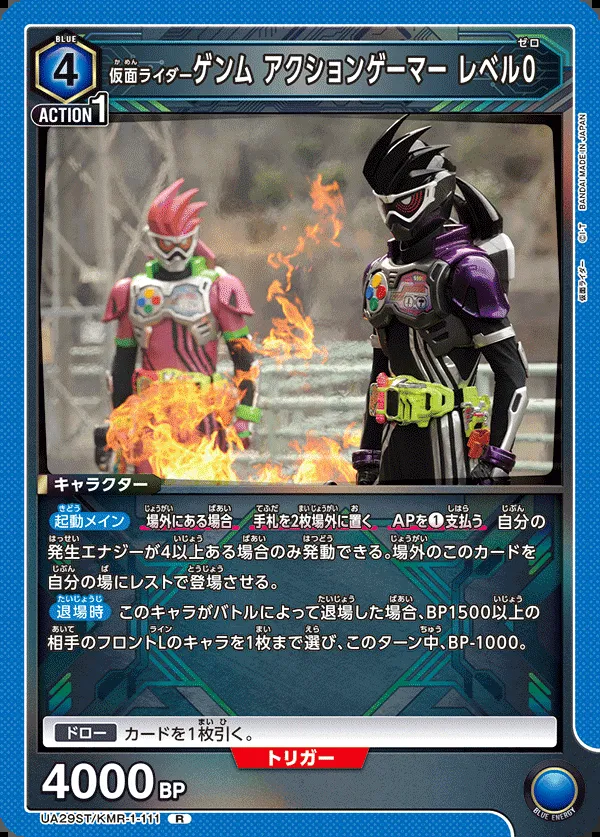 BLUE
4
ACTION 1
仮面ライダーゲンム アクションゲーマー レベル0
かめん
ゼロ
BANDAI MADE IN JAPAN
仮面ライダー ©I・T
キャラクター
起動メイン 場外にある場合 手札を2枚場外に置く APを1支払う 自分の
発生エナジーが4以上ある場合のみ発動できる。場外のこのカードを
自分の場にレストで登場させる。
退場時 このキャラがバトルによって退場した場合、BP1500以上の
相手のフロントLのキャラを1枚まで選び、このターン中、BP-1000。
ドロー カードを1枚引く。
トリガー
4000 BP
UA29ST/KMR-1-111 R
BLUE ENERGY